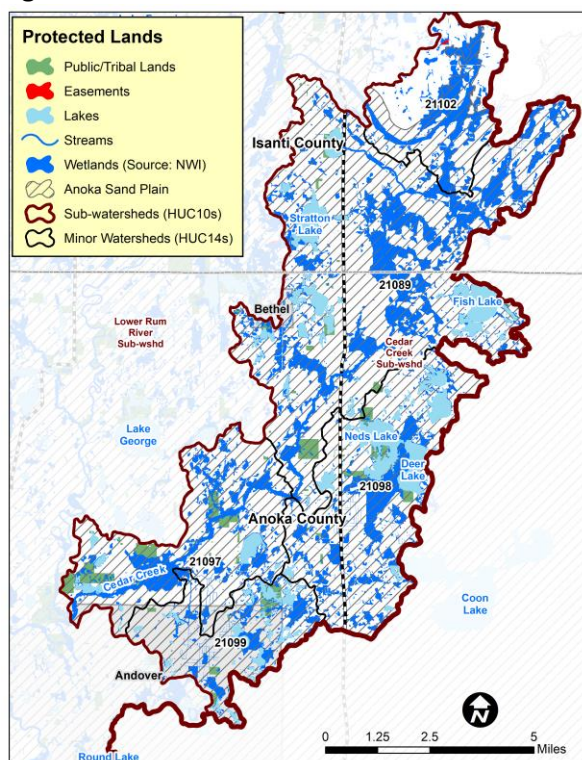 Protected Lands
Public/Tribal Lands
Easements
Lakes
Streams
Wetlands (Source: NWI)
Anoka Sand Plain
Sub-watersheds (HUC10s)
Minor Watersheds (HUC14s)
21102
Isanti County
Stratton
Lake
21089
Fish Lake
Bethel
Lower Rum
River
Sub-wshd
Cedar
Creek
Sub-wshd
Lake
George
Neds Lake
Deer
Lake
21098
Anoka County
21097
Cedar Creek
Coon
Lake
21099
Andover
N
Round Lake
0 1.25 2.5 5
Miles